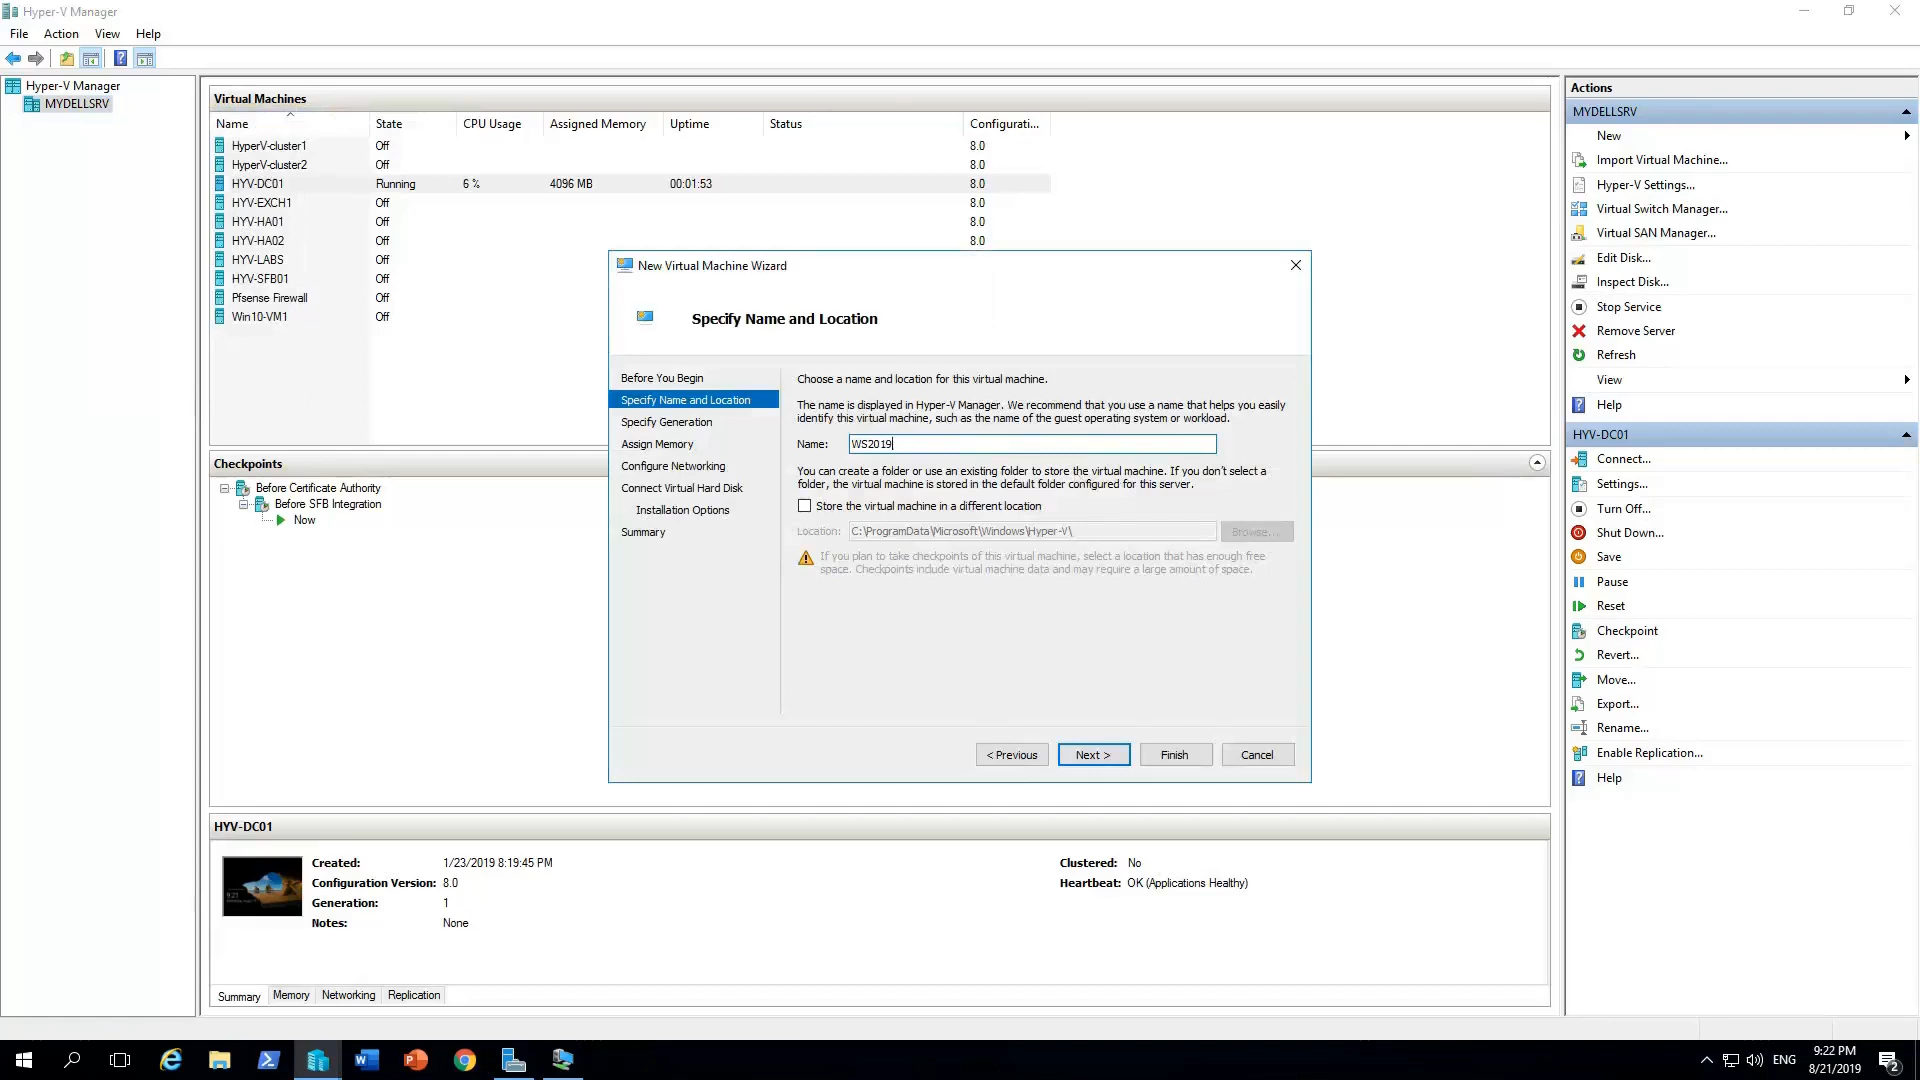 Hyper-V Manager
File Action View Help
Hyper-V Manager
MYDELLSRV
Virtual Machines
Name State CPU Usage Assigned Memory Uptime Status Configurati...
HyperV-cluster1 Off 8.0
HyperV-cluster2 Off 8.0
HYV-DC01 Running 6 % 4096 MB 00:01:53 8.0
HYV-EXCH1 Off 8.0
HYV-HA01 Off 8.0
HYV-HA02 Off 8.0
HYV-LABS Off
HYV-SFB01 Off
Pfsense Firewall Off
Win10-VM1 Off
Checkpoints
Before Certificate Authority
Before SFB Integration
Now
New Virtual Machine Wizard
Specify Name and Location
Before You Begin
Specify Name and Location
Specify Generation
Assign Memory
Configure Networking
Connect Virtual Hard Disk
Installation Options
Summary
Choose a name and location for this virtual machine.
The name is displayed in Hyper-V Manager. We recommend that you use a name that helps you easily
identify this virtual machine, such as the name of the guest operating system or workload.
Name: WS2019
You can create a folder or use an existing folder to store the virtual machine. If you don't select a
folder, the virtual machine is stored in the default folder configured for this server.
Store the virtual machine in a different location
Location: C:\ProgramData\Microsoft\Windows\Hyper-V\ Browse...
If you plan to take checkpoints of this virtual machine, select a location that has enough free
space. Checkpoints include virtual machine data and may require a large amount of space.
< Previous Next > Finish Cancel
HYV-DC01
Created: 1/23/2019 8:19:45 PM
Configuration Version: 8.0
Generation: 1
Notes: None
Clustered: No
Heartbeat: OK (Applications Healthy)
Summary Memory Networking Replication
Actions
MYDELLSRV
New
Import Virtual Machine...
Hyper-V Settings...
Virtual Switch Manager...
Virtual SAN Manager...
Edit Disk...
Inspect Disk...
Stop Service
Remove Server
Refresh
View
Help
HYV-DC01
Connect...
Settings...
Turn Off...
Shut Down...
Save
Pause
Reset
Checkpoint
Revert...
Move...
Export...
Rename...
Enable Replication...
Help
ENG
9:22 PM
8/21/2019
2